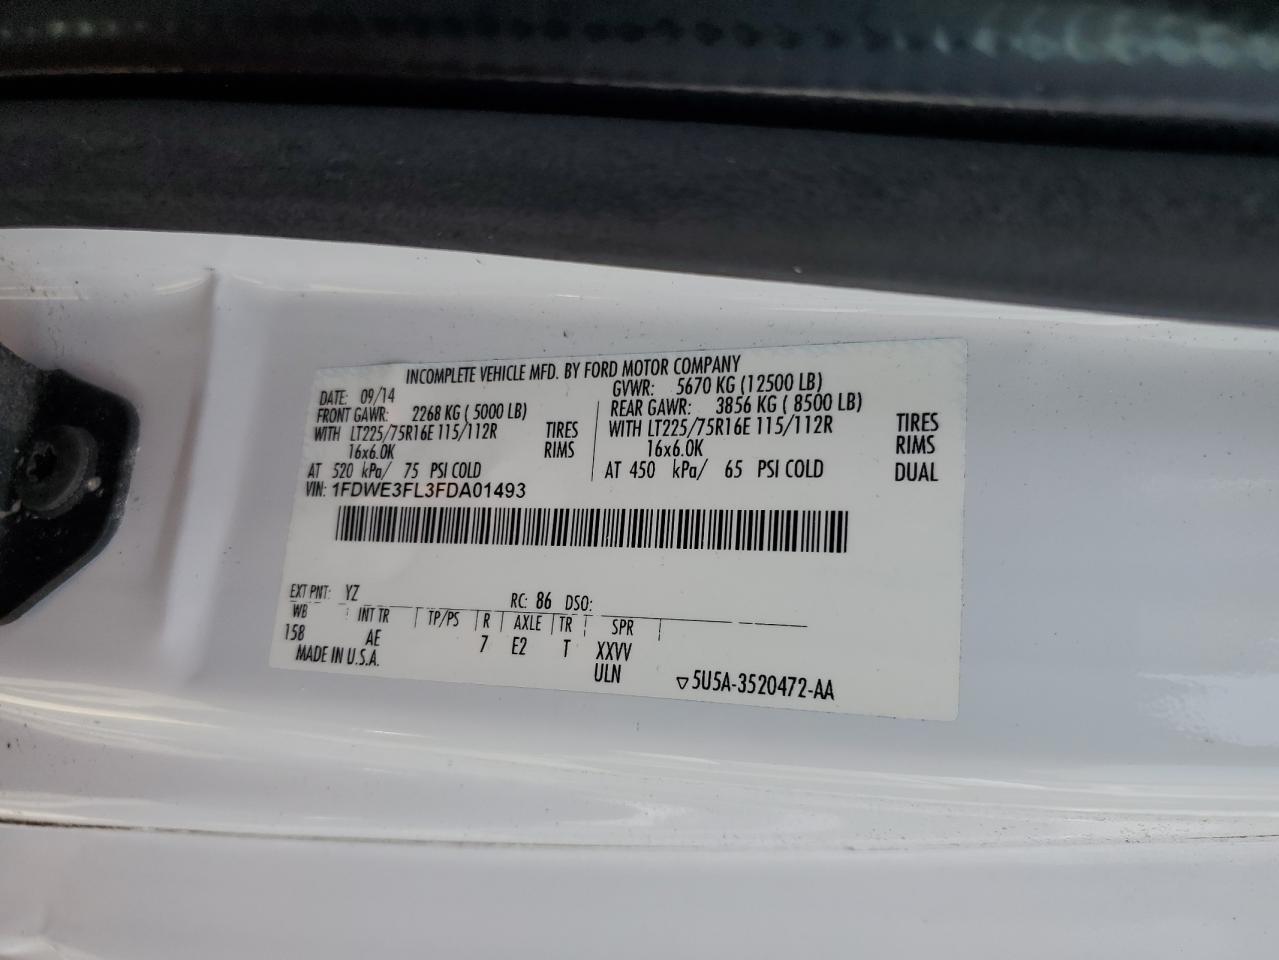 INCOMPLETE VEHICLE MFD. BY FORD MOTOR COMPANY
DATE: 09/14 GVWR: 5670 KG (12500 LB)
FRONT GAWR: 2268 KG ( 5000 LB) REAR GAWR: 3856 KG ( 8500 LB)
WITH LT225/75R16E 115/112R TIRES WITH LT225/75R16E 115/112R TIRES
16x6.0K RIMS 16x6.0K RIMS
AT 520 kPa/ 75 PSI COLD AT 450 kPa/ 65 PSI COLD DUAL
VIN: 1FDWE3FL3FDA01493
EXT PNT: YZ RC: 86 DSO:
WB INT TR TP/PS R AXLE TR SPR
158 AE 7 E2 T XXVV
MADE IN U.S.A. ULN
▽5U5A-3520472-AA